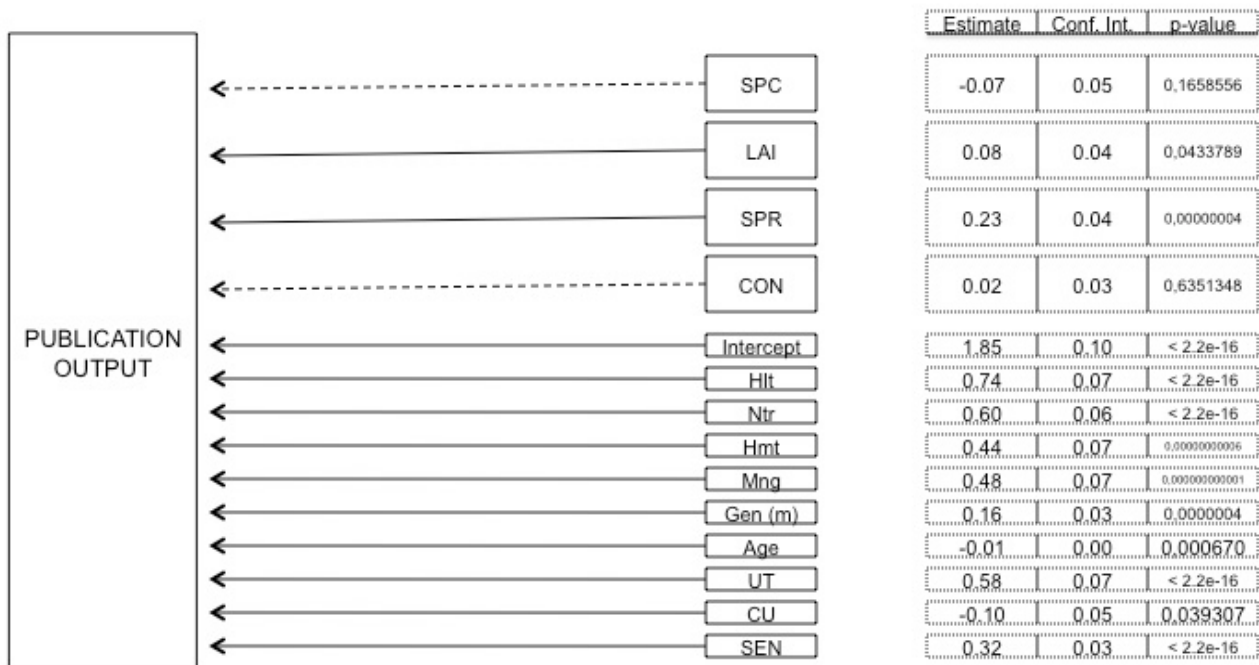 Estimate Conf. Int. p-value
SPC -0.07 0.05 0,1658556
LAI 0.08 0.04 0,0433789
SPR 0.23 0.04 0,00000004
CON 0.02 0.03 0,6351348
PUBLICATION
OUTPUT
Intercept 1.85 0.10 < 2.2e-16
Hlt 0.74 0.07 < 2.2e-16
Ntr 0.60 0.06 < 2.2e-16
Hmt 0.44 0.07 0,00000000006
Mng 0.48 0.07 0,000000000001
Gen (m) 0.16 0.03 0,0000004
Age -0.01 0.00 0,000670
UT 0.58 0.07 < 2.2e-16
CU -0.10 0.05 0,039307
SEN 0.32 0.03 < 2.2e-16